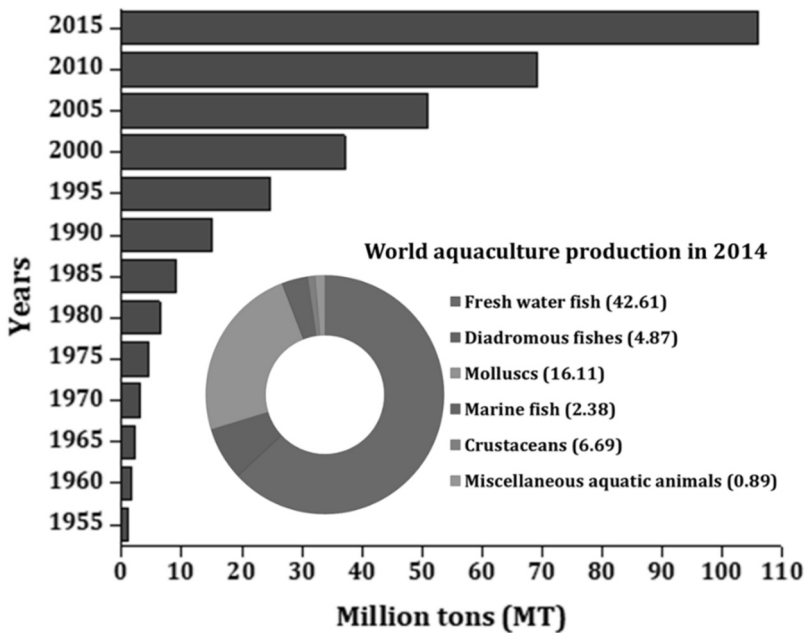 2015
2010
2005
2000
1995
1990
1985
1980
1975
1970
1965
1960
1955
Years
World aquaculture production in 2014
Fresh water fish (42.61)
Diadromous fishes (4.87)
Molluscs (16.11)
Marine fish (2.38)
Crustaceans (6.69)
Miscellaneous aquatic animals (0.89)
0 10 20 30 40 50 60 70 80 90 100 110
Million tons (MT)